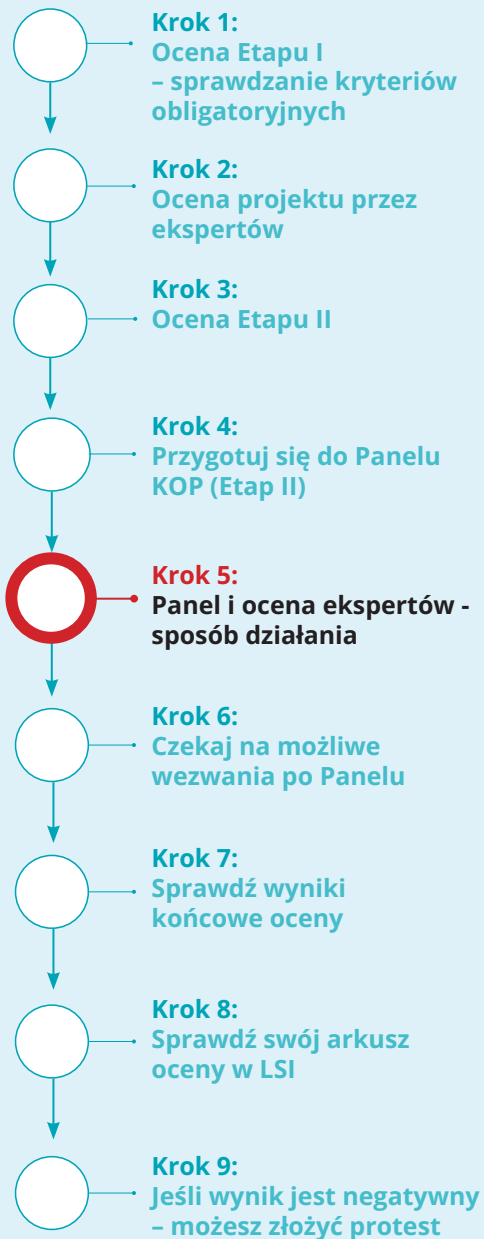 Krok 1:
Ocena Etapu I
– sprawdzanie kryteriów
obligatoryjnych
Krok 2:
Ocena projektu przez
ekspertów
Krok 3:
Ocena Etapu II
Krok 4:
Przygotuj się do Panelu
KOP (Etap II)
Krok 5:
Panel i ocena ekspertów -
sposób działania
Krok 6:
Czekaj na możliwe
wezwania po Panelu
Krok 7:
Sprawdź wyniki
końcowe oceny
Krok 8:
Sprawdź swój arkusz
oceny w LSI
Krok 9:
Jeśli wynik jest negatywny
– możesz złożyć protest